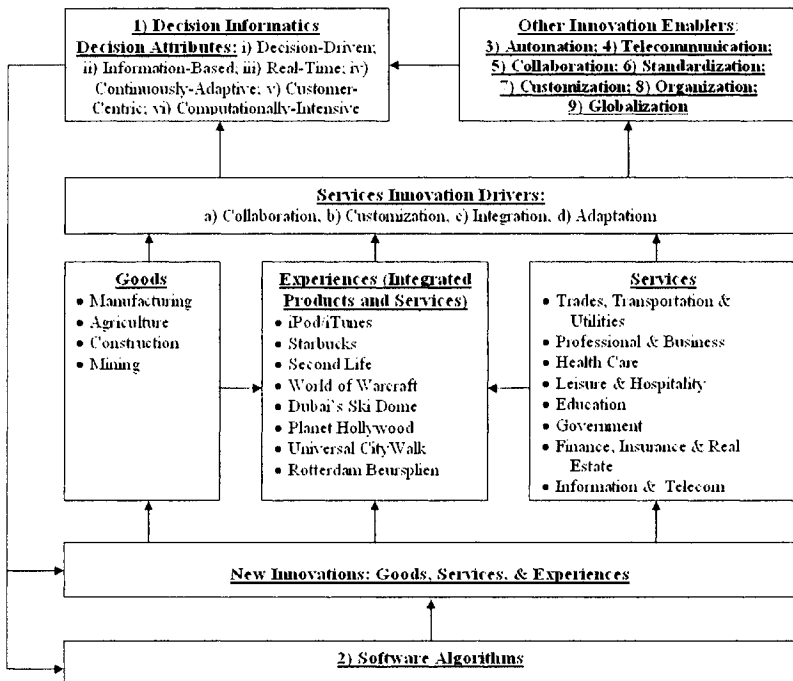 1) Decision Informatics
Decision Attributes: i) Decision-Driven;
ii) Information-Based; iii) Real-Time; iv)
Continuously-Adaptive; v) Customer-
Centric; vi) Computationally-Intensive
Other Innovation Enablers:
3) Automation; 4) Telecommunication;
5) Collaboration; 6) Standardization;
7) Customization; 8) Organization;
9) Globalization
Services Innovation Drivers:
a) Collaboration, b) Customization, c) Integration, d) Adaptation
Goods
• Manufacturing
• Agriculture
• Construction
• Mining
Experiences (Integrated
Products and Services)
• iPod/iTunes
• Starbucks
• Second Life
• World of Warcraft
• Dubai's Ski Dome
• Planet Hollywood
• Universal CityWalk
• Rotterdam Beursplien
Services
• Trades, Transportation &
Utilities
• Professional & Business
• Health Care
• Leisure & Hospitality
• Education
• Government
• Finance, Insurance & Real
Estate
• Information & Telecom
New Innovations: Goods, Services, & Experiences
2) Software Algorithms